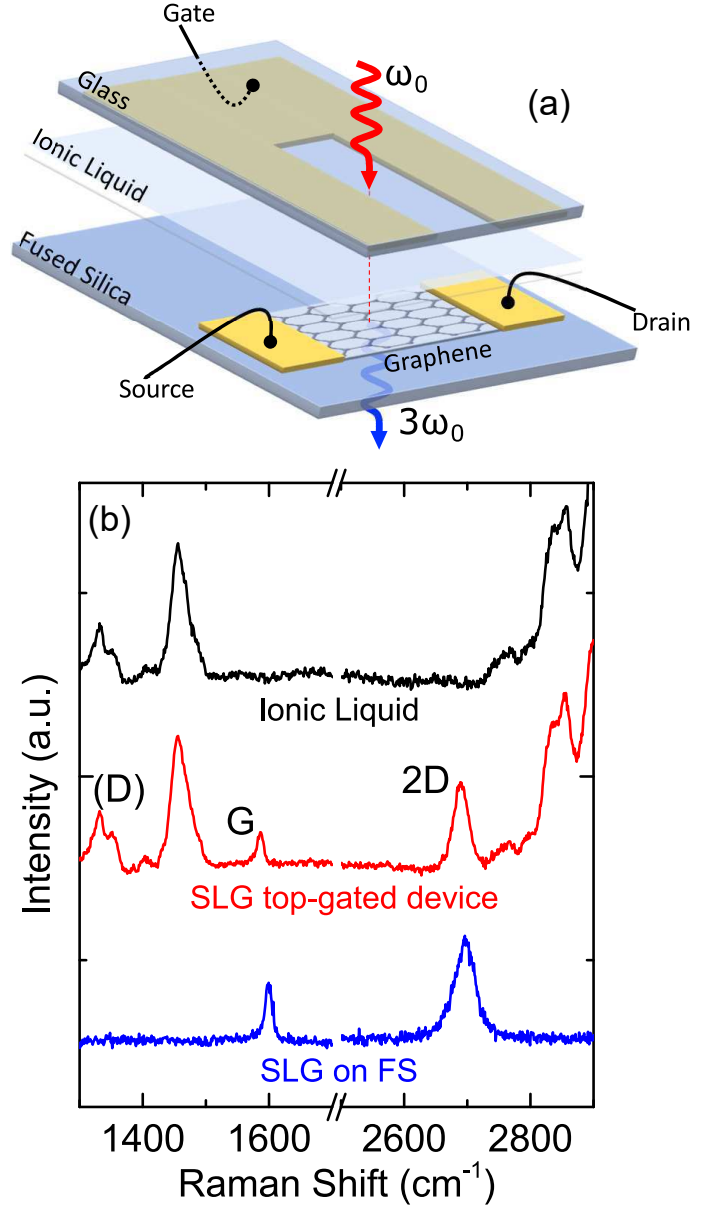 Gate
ω₀
(a)
Glass
Ionic Liquid
Fused Silica
Drain
Graphene
Source
3ω₀
(b)
Ionic Liquid
(D)
G
2D
SLG top-gated device
SLG on FS
Intensity (a.u.)
1400 1600 2600 2800
Raman Shift (cm⁻¹)